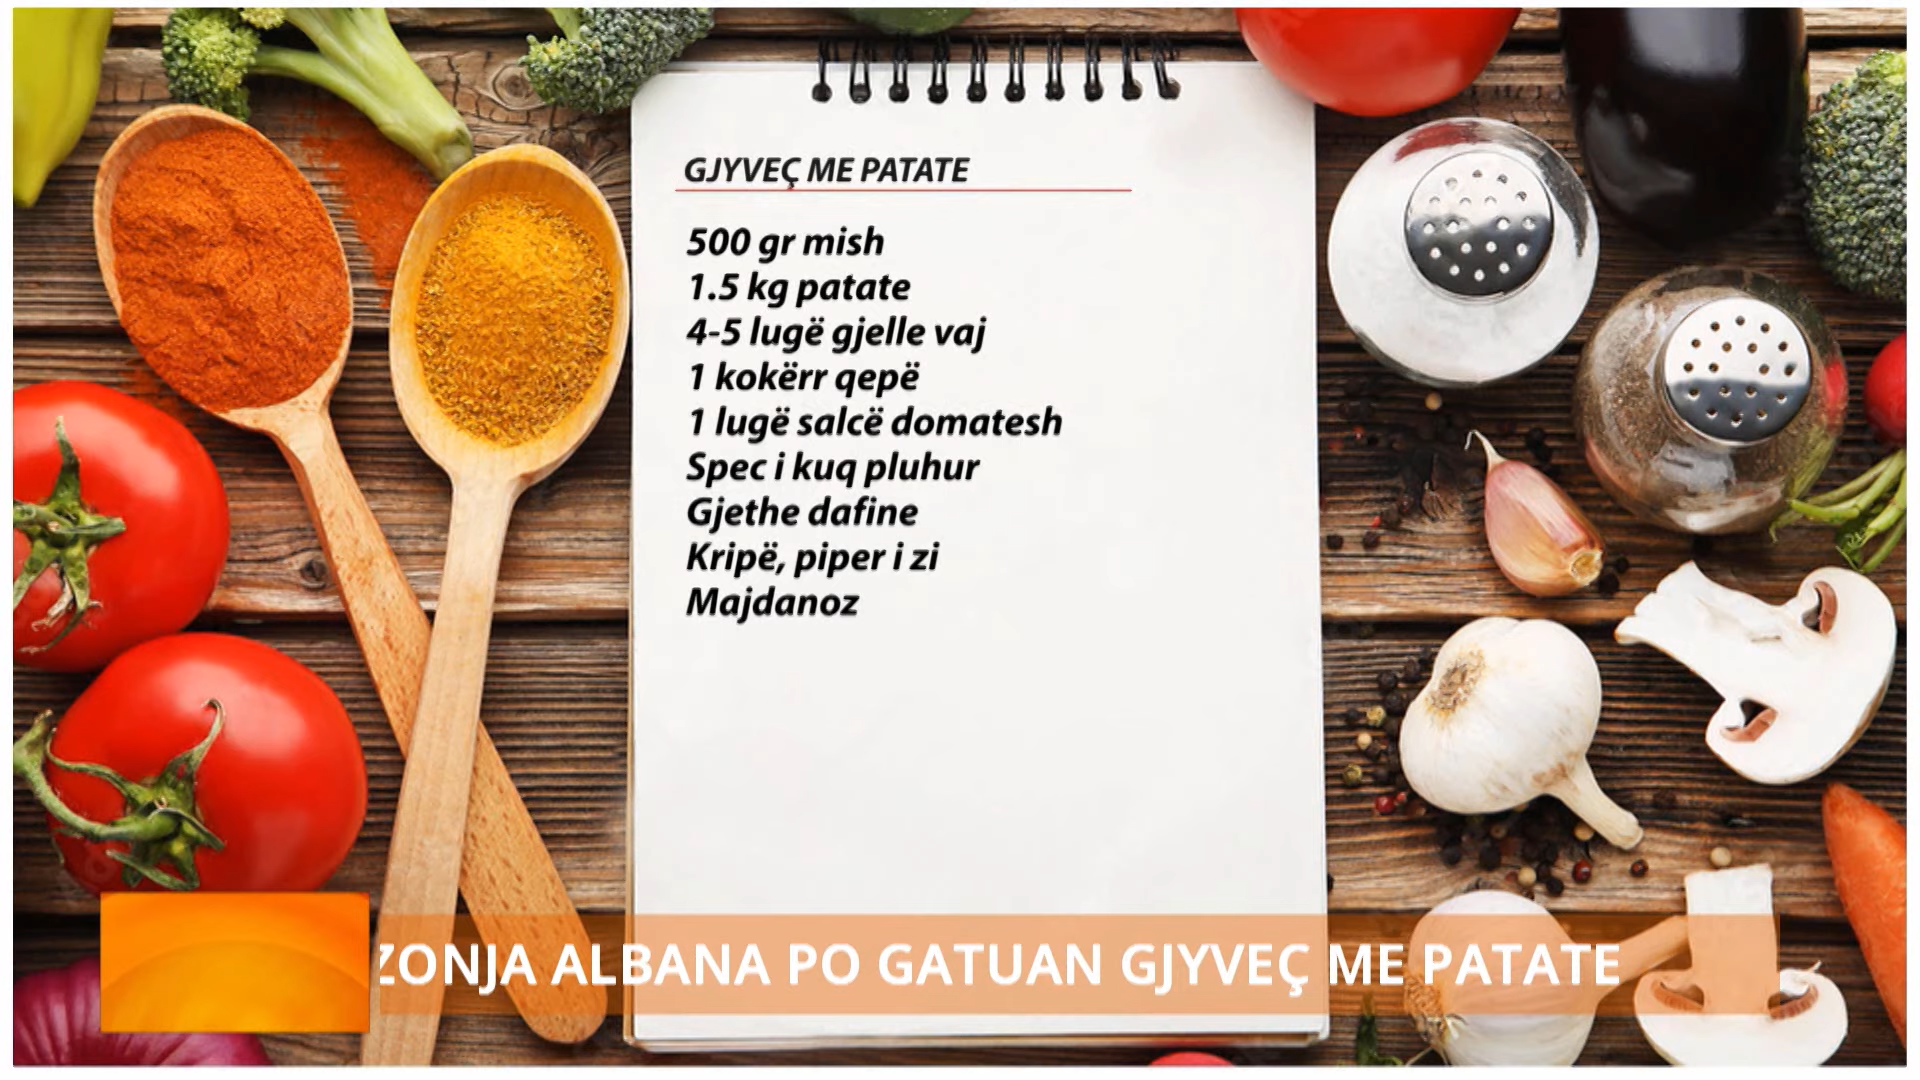 GJYVEÇ ME PATATE
500 gr mish
1.5 kg patate
4-5 lugë gjelle vaj
1 kokërr qepë
1 lugë salcë domatesh
Spec i kuq pluhur
Gjethe dafine
Kripë, piper i zi
Majdanoz
ZONJA ALBANA PO GATUAN GJYVEÇ ME PATATE